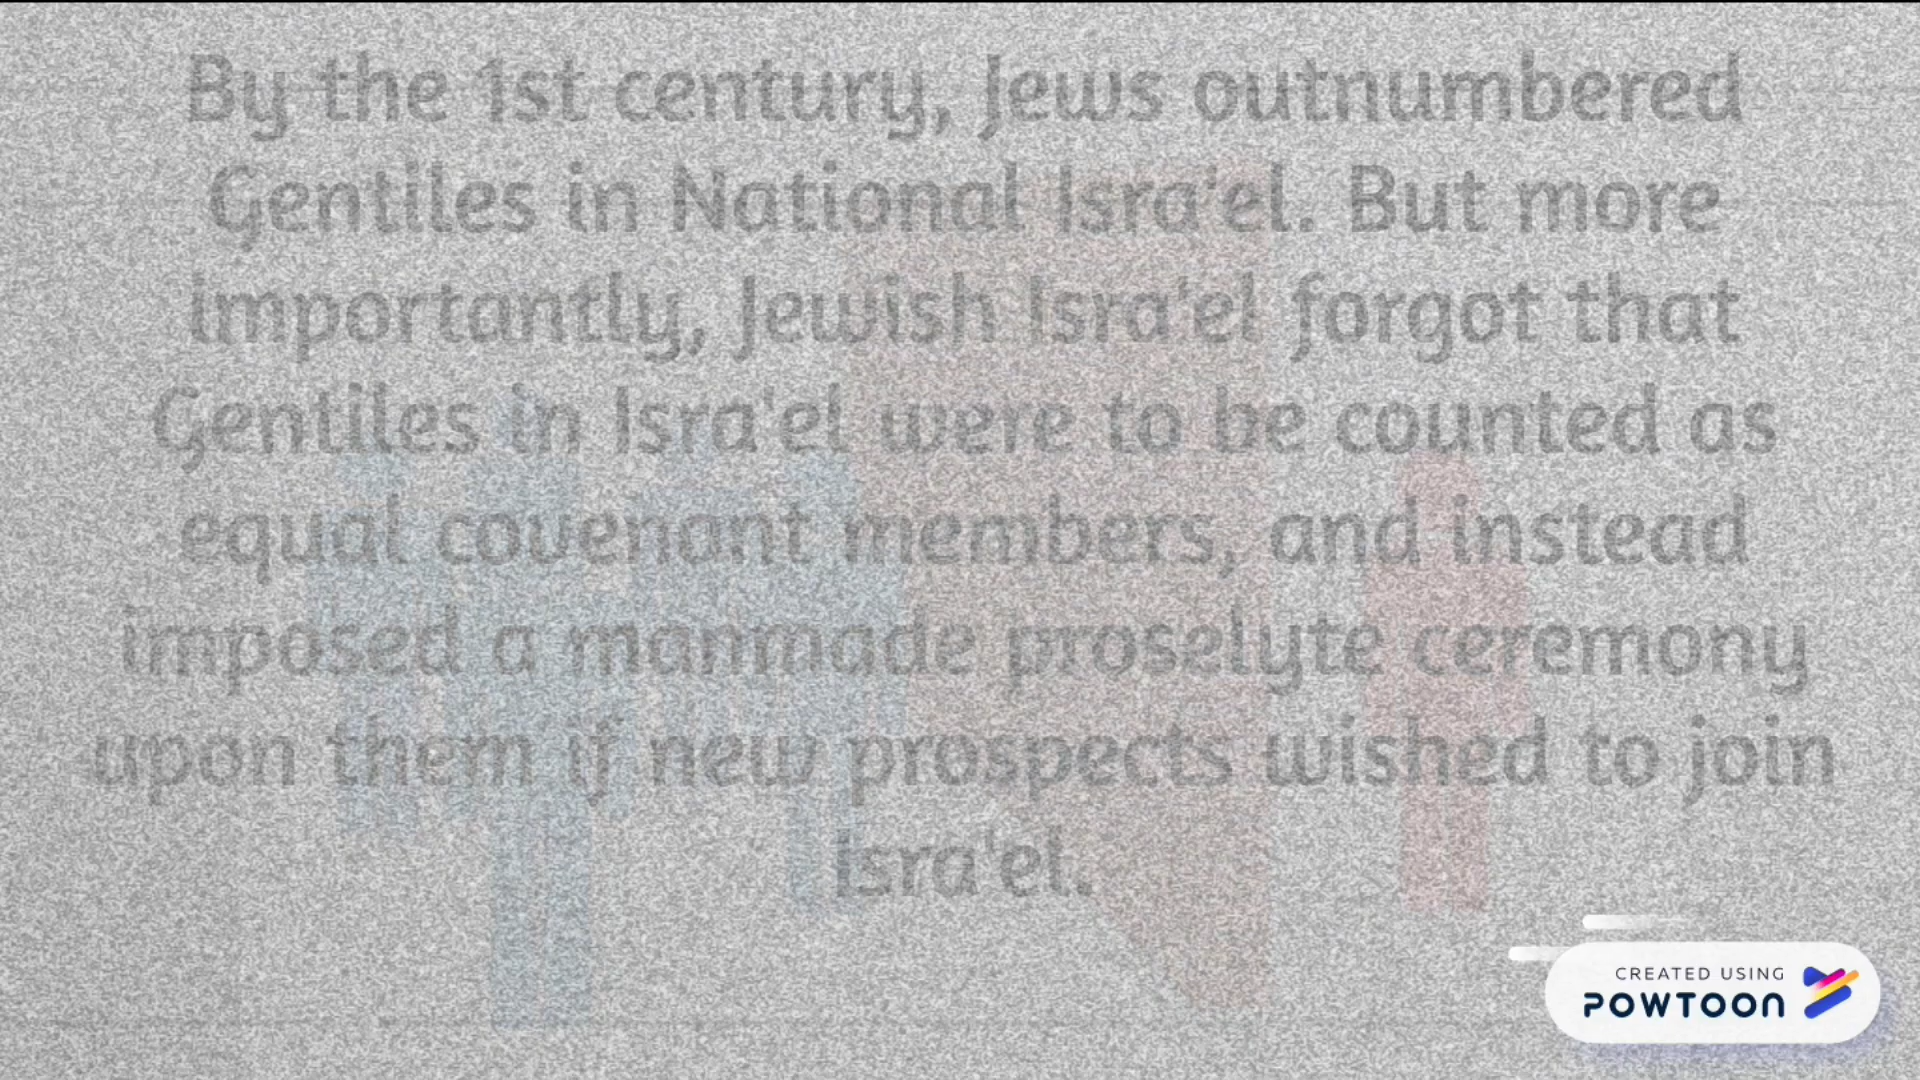 By the 1st century, Jews outnumbered
Gentiles in National Isra'el. But more
importantly, Jewish Isra'el forgot that
Gentiles in Isra'el were to be counted as
equal covenant members, and instead
imposed a manmade proselyte ceremony
upon them if new prospects wished to join
Isra'el.
CREATED USING
POWTOON